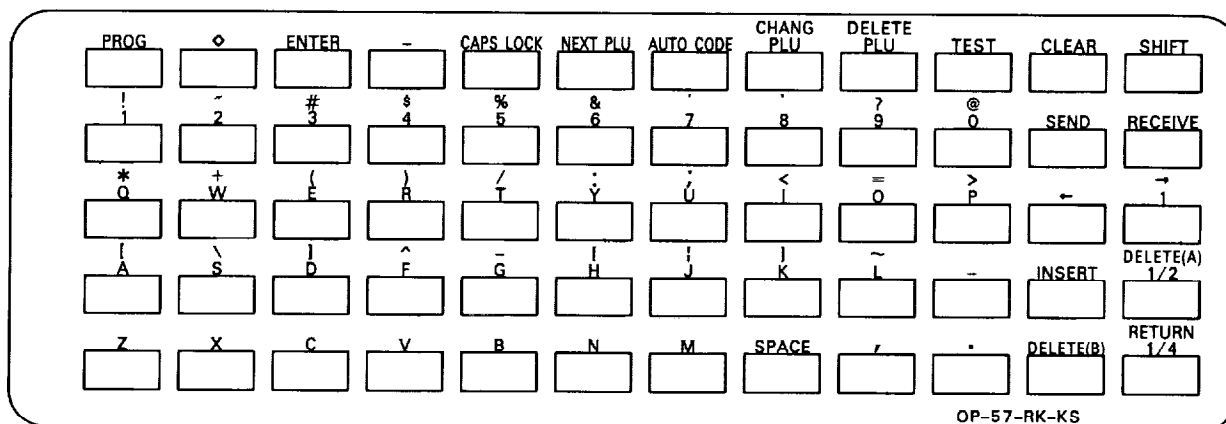 CHANG DELETE
PROG ◇ ENTER – CAPS LOCK NEXT PLU AUTO CODE PLU PLU TEST CLEAR SHIFT
! ˝ # $ % & ' ' ? @
1 2 3 4 5 6 7 8 9 0 SEND RECEIVE
* + ( ) / : ; < = > →
Q W E R T Y U I O P ← 1
[ \ ] ^ – [ ¦ ] ~ DELETE(A)
A S D F G H J K L – INSERT 1/2
RETURN
Z X C V B N M SPACE , . DELETE(B) 1/4
OP-57-RK-KS